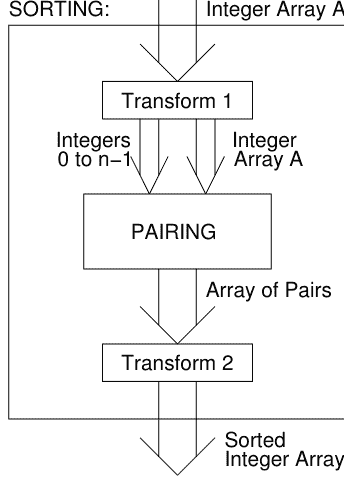 SORTING:
Integer Array A
Transform 1
Integers
0 to n−1
Integer
Array A
PAIRING
Array of Pairs
Transform 2
Sorted
Integer Array